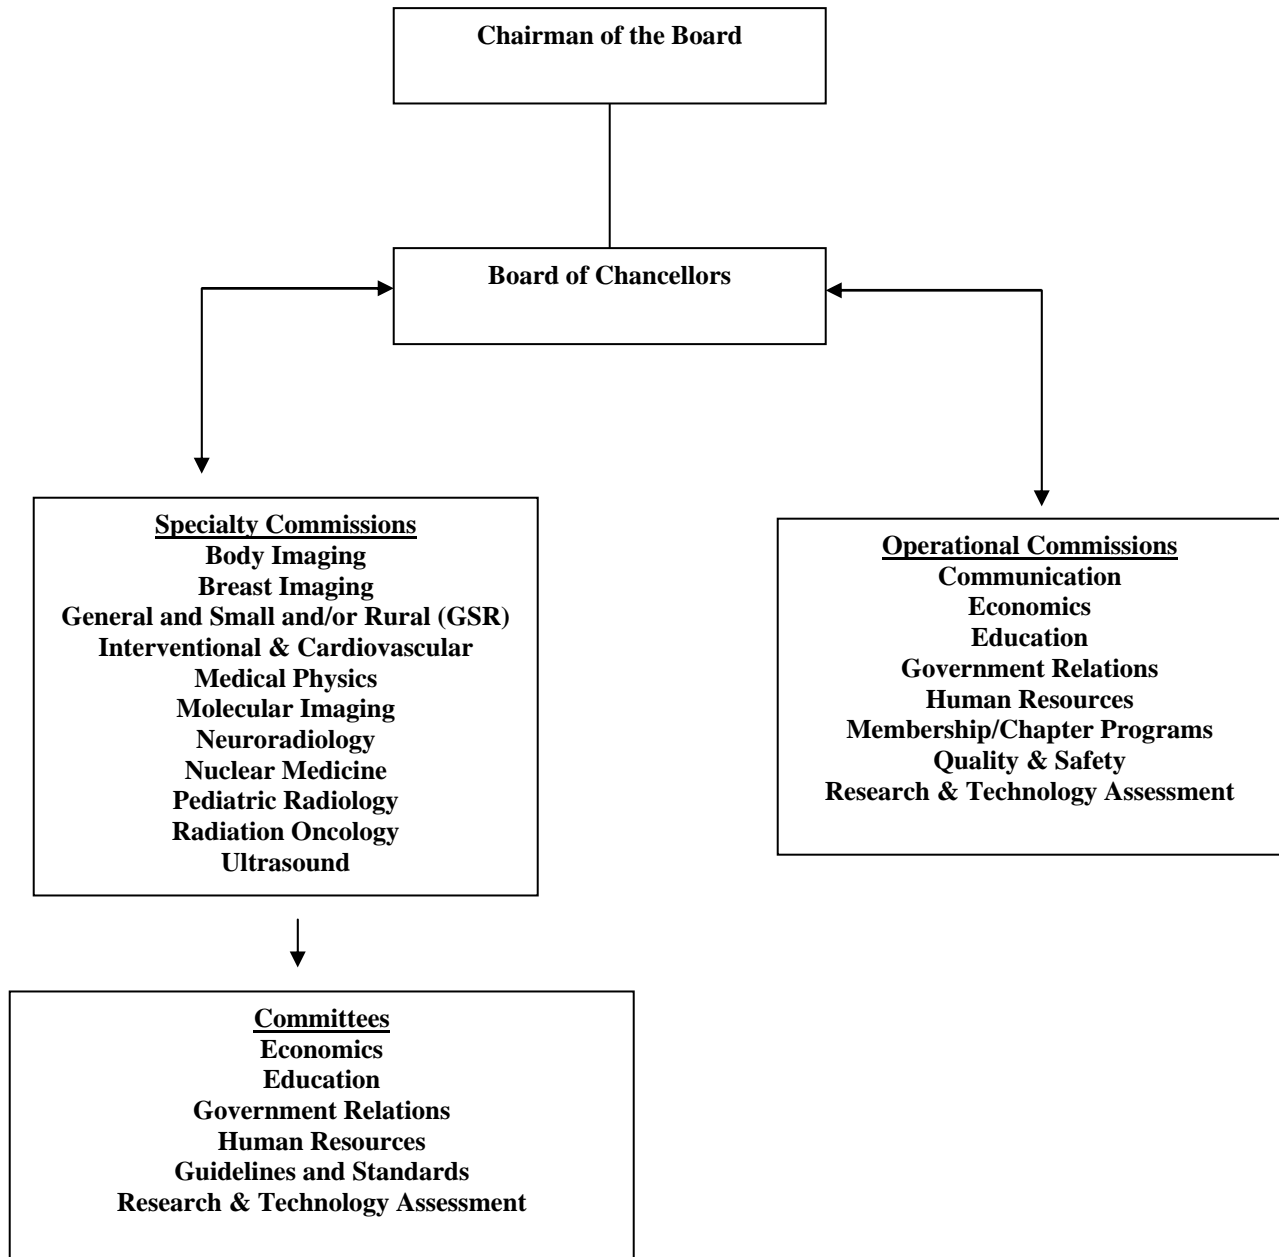 Chairman of the Board
Board of Chancellors
Specialty Commissions
Body Imaging
Breast Imaging
General and Small and/or Rural (GSR)
Interventional & Cardiovascular
Medical Physics
Molecular Imaging
Neuroradiology
Nuclear Medicine
Pediatric Radiology
Radiation Oncology
Ultrasound
Operational Commissions
Communication
Economics
Education
Government Relations
Human Resources
Membership/Chapter Programs
Quality & Safety
Research & Technology Assessment
Committees
Economics
Education
Government Relations
Human Resources
Guidelines and Standards
Research & Technology Assessment